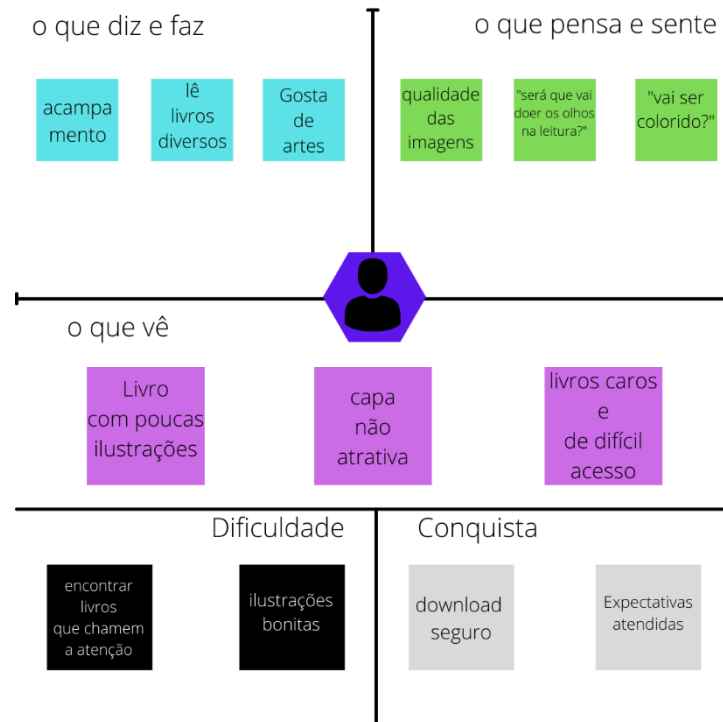 o que diz e faz
acampa
mento
lê
livros
diversos
Gosta
de
artes
o que pensa e sente
qualidade
das
imagens
"será que vai
doer os olhos
na leitura?"
"vai ser
colorido?"
o que vê
Livro
com poucas
ilustrações
capa
não
atrativa
livros caros
e
de difícil
acesso
Dificuldade
encontrar
livros
que chamem
a atenção
ilustrações
bonitas
Conquista
download
seguro
Expectativas
atendidas